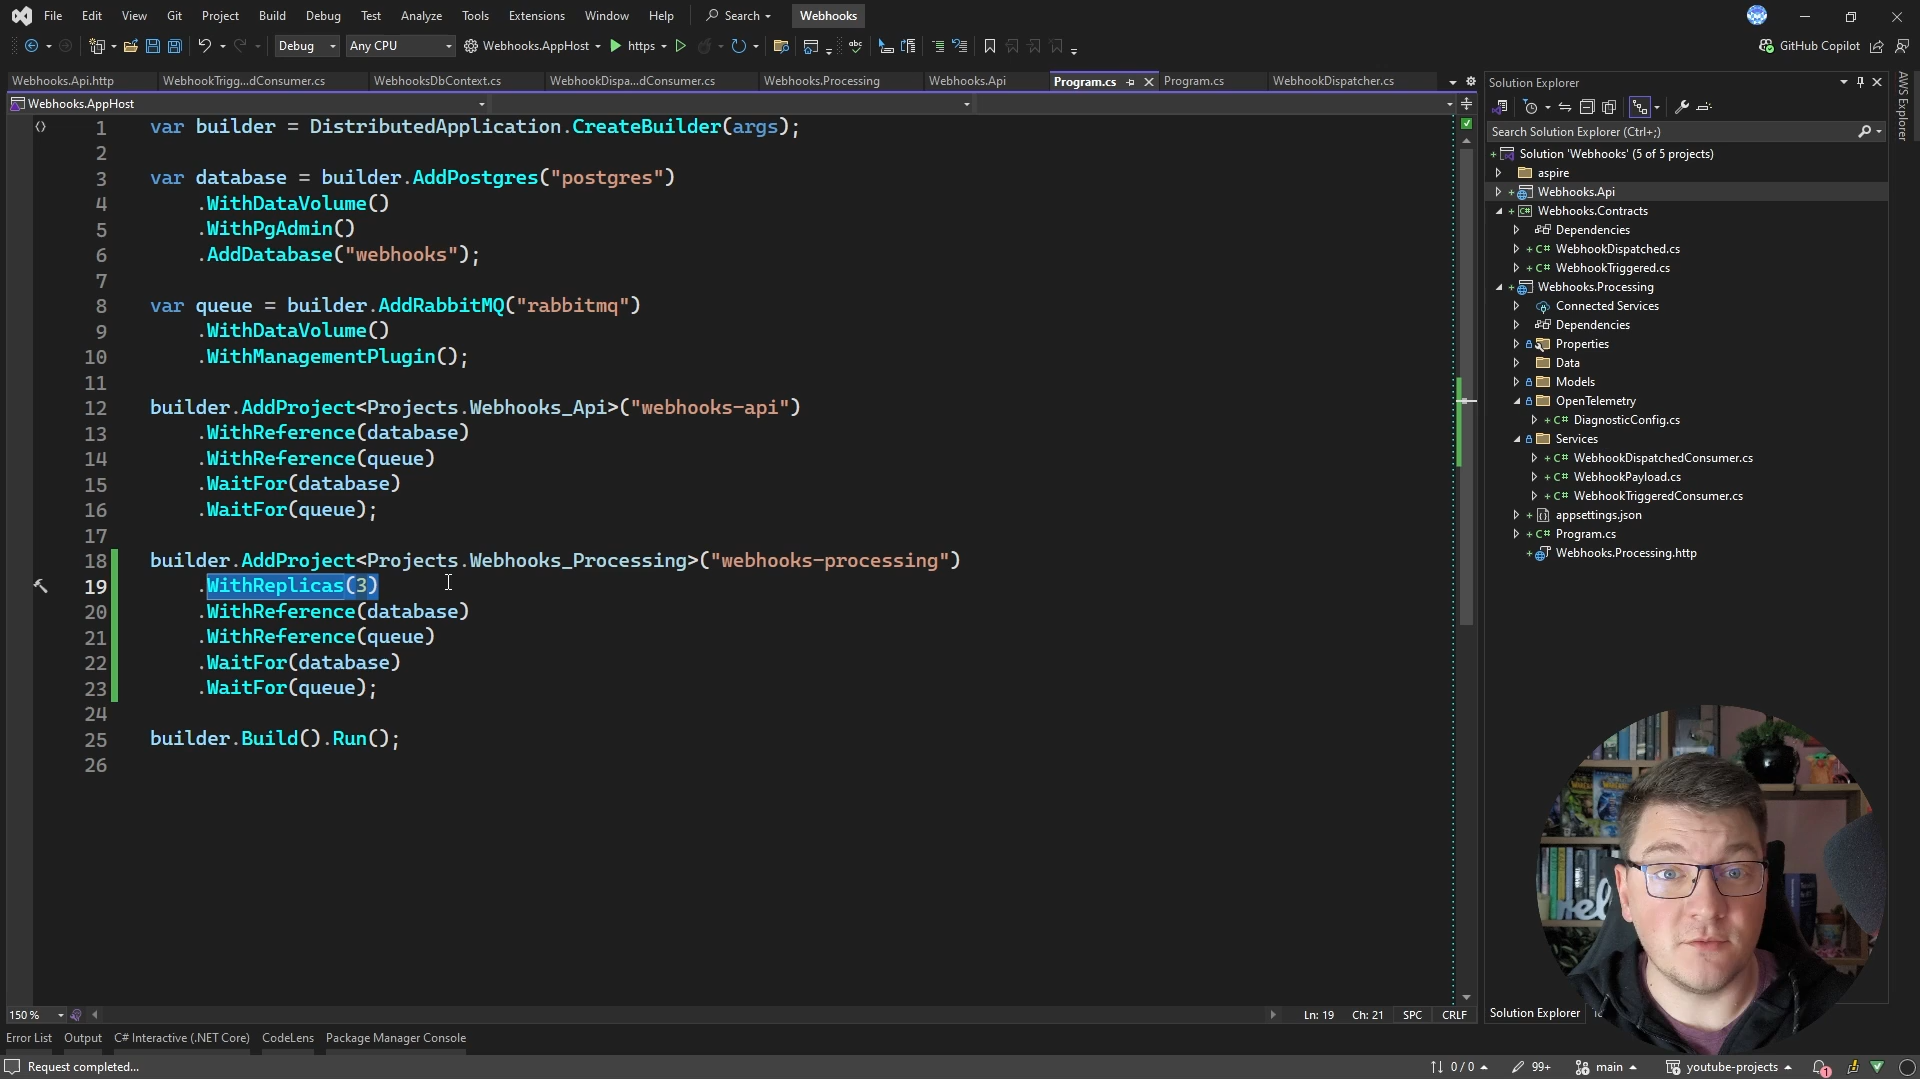 File Edit View Git Project Build Debug Test Analyze Tools Extensions Window Help Search Webhooks
Debug Any CPU Webhooks.AppHost https GitHub Copilot
Webhooks.Api.http WebhookTrigg...dConsumer.cs WebhooksDbContext.cs WebhookDispa...dConsumer.cs Webhooks.Processing Webhooks.Api Program.cs Program.cs WebhookDispatcher.cs
Webhooks.AppHost
1 var builder = DistributedApplication.CreateBuilder(args);
2
3 var database = builder.AddPostgres("postgres")
4 .WithDataVolume()
5 .WithPgAdmin()
6 .AddDatabase("webhooks");
7
8 var queue = builder.AddRabbitMQ("rabbitmq")
9 .WithDataVolume()
10 .WithManagementPlugin();
11
12 builder.AddProject<Projects.Webhooks_Api>("webhooks-api")
13 .WithReference(database)
14 .WithReference(queue)
15 .WaitFor(database)
16 .WaitFor(queue);
17
18 builder.AddProject<Projects.Webhooks_Processing>("webhooks-processing")
19 .WithReplicas(3)
20 .WithReference(database)
21 .WithReference(queue)
22 .WaitFor(database)
23 .WaitFor(queue);
24
25 builder.Build().Run();
26
150 % Ln: 19 Ch: 21 SPC CRLF
Solution Explorer
Search Solution Explorer (Ctrl+;)
Solution 'Webhooks' (5 of 5 projects)
aspire
Webhooks.Api
Webhooks.Contracts
Dependencies
C# WebhookDispatched.cs
C# WebhookTriggered.cs
Webhooks.Processing
Connected Services
Dependencies
Properties
Data
Models
OpenTelemetry
C# DiagnosticConfig.cs
Services
C# WebhookDispatchedConsumer.cs
C# WebhookPayload.cs
C# WebhookTriggeredConsumer.cs
appsettings.json
C# Program.cs
Webhooks.Processing.http
AWS Explorer
Solution Explorer
Error List Output C# Interactive (.NET Core) CodeLens Package Manager Console
Request completed... 0 / 0 99+ main youtube-projects 1